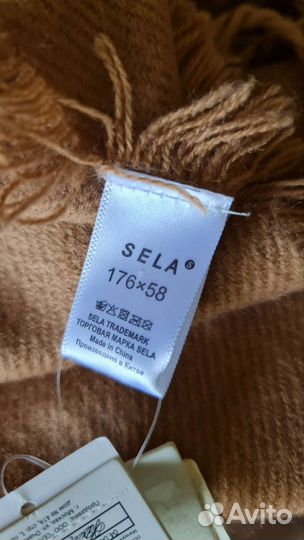 SELA®
176×58
SELA TRADEMARK
ТОРГОВАЯ МАРКА SELA
Made in China
Произведено в Китае
Avito